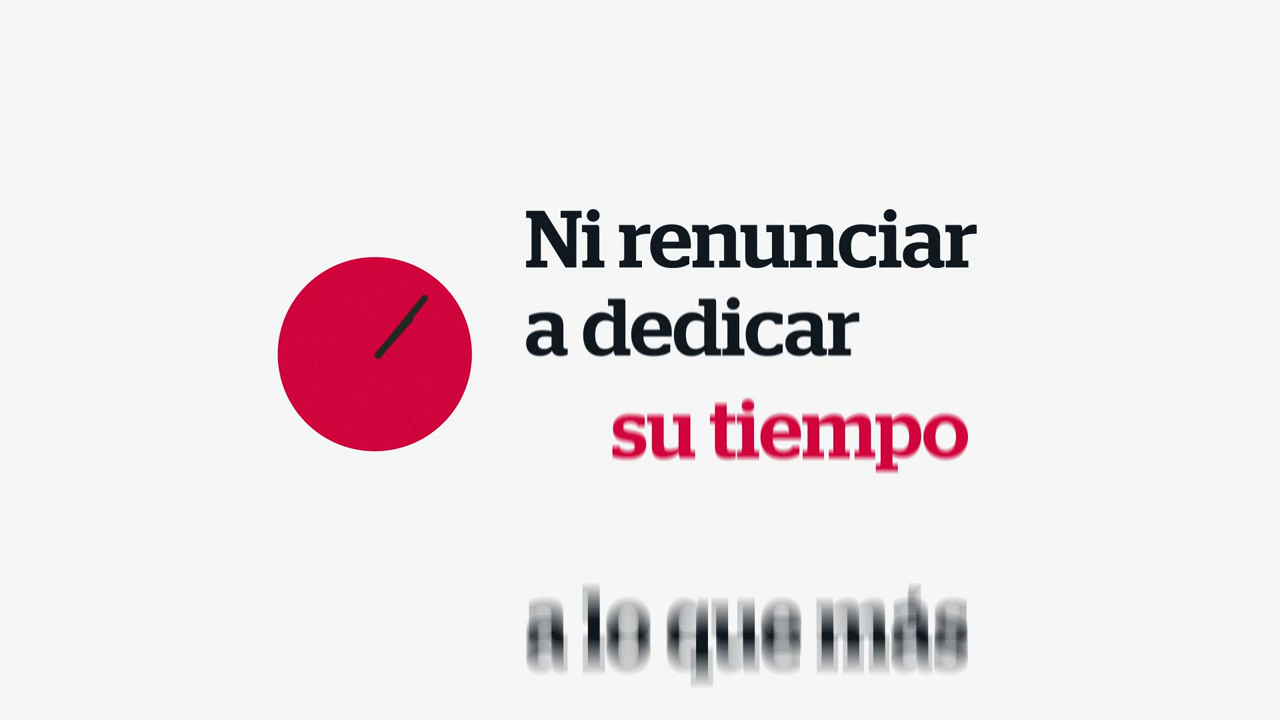 Ni renunciar
a dedicar
su tiempo
a lo que más